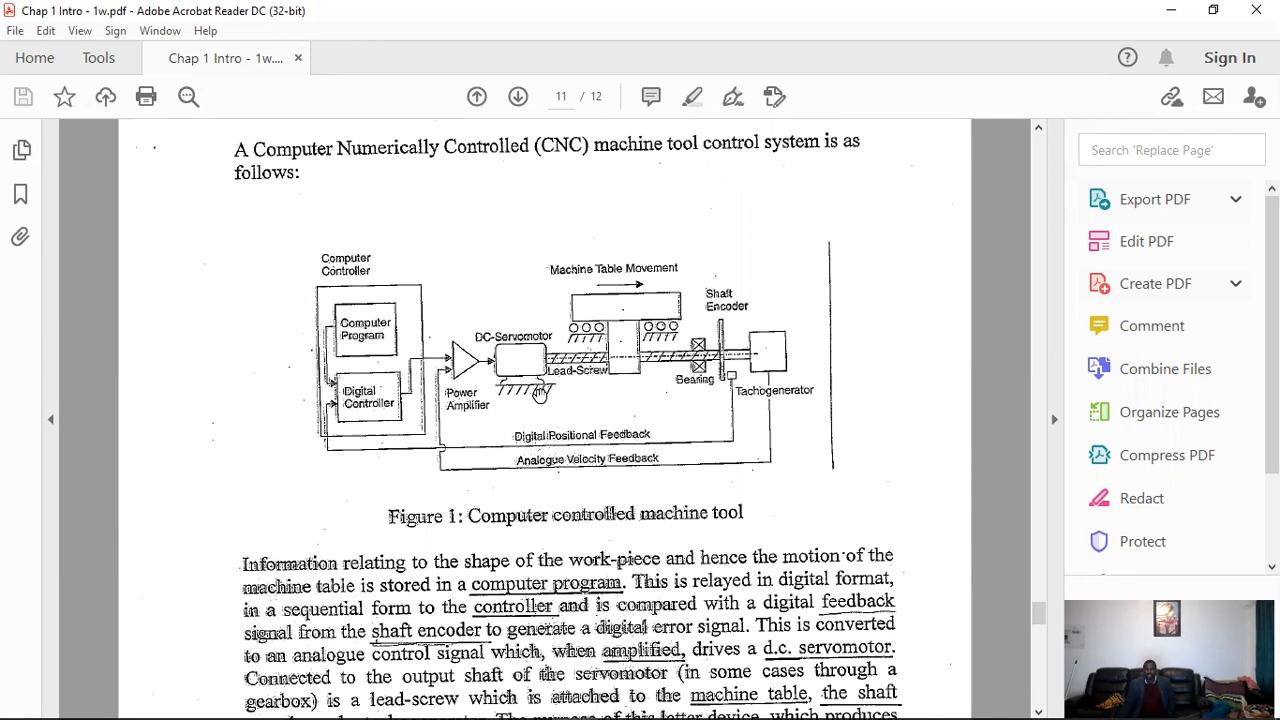 Chap 1 Intro - 1w.pdf - Adobe Acrobat Reader DC (32-bit)
File Edit View Sign Window Help
Home Tools Chap 1 Intro - 1w.... ×
Sign In
11 / 12
Search 'Replace Page'
Export PDF
Edit PDF
Create PDF
Comment
Combine Files
Organize Pages
Compress PDF
Redact
Protect
A Computer Numerically Controlled (CNC) machine tool control system is as
follows:
Computer
Controller
Computer
Program
Digital
Controller
Power
Amplifier
DC-Servomotor
Machine Table Movement
Lead-Screw
Shaft
Encoder
Bearing
Tachogenerator
Digital Positional Feedback
Analogue Velocity Feedback
Figure 1: Computer controlled machine tool
Information relating to the shape of the work-piece and hence the motion of the
machine table is stored in a computer program. This is relayed in digital format,
in a sequential form to the controller and is compared with a digital feedback
signal from the shaft encoder to generate a digital error signal. This is converted
to an analogue control signal which, when amplified, drives a d.c. servomotor.
Connected to the output shaft of the servomotor (in some cases through a
gearbox) is a lead-screw which is attached to the machine table, the shaft
The purpose of this latter device, which produces